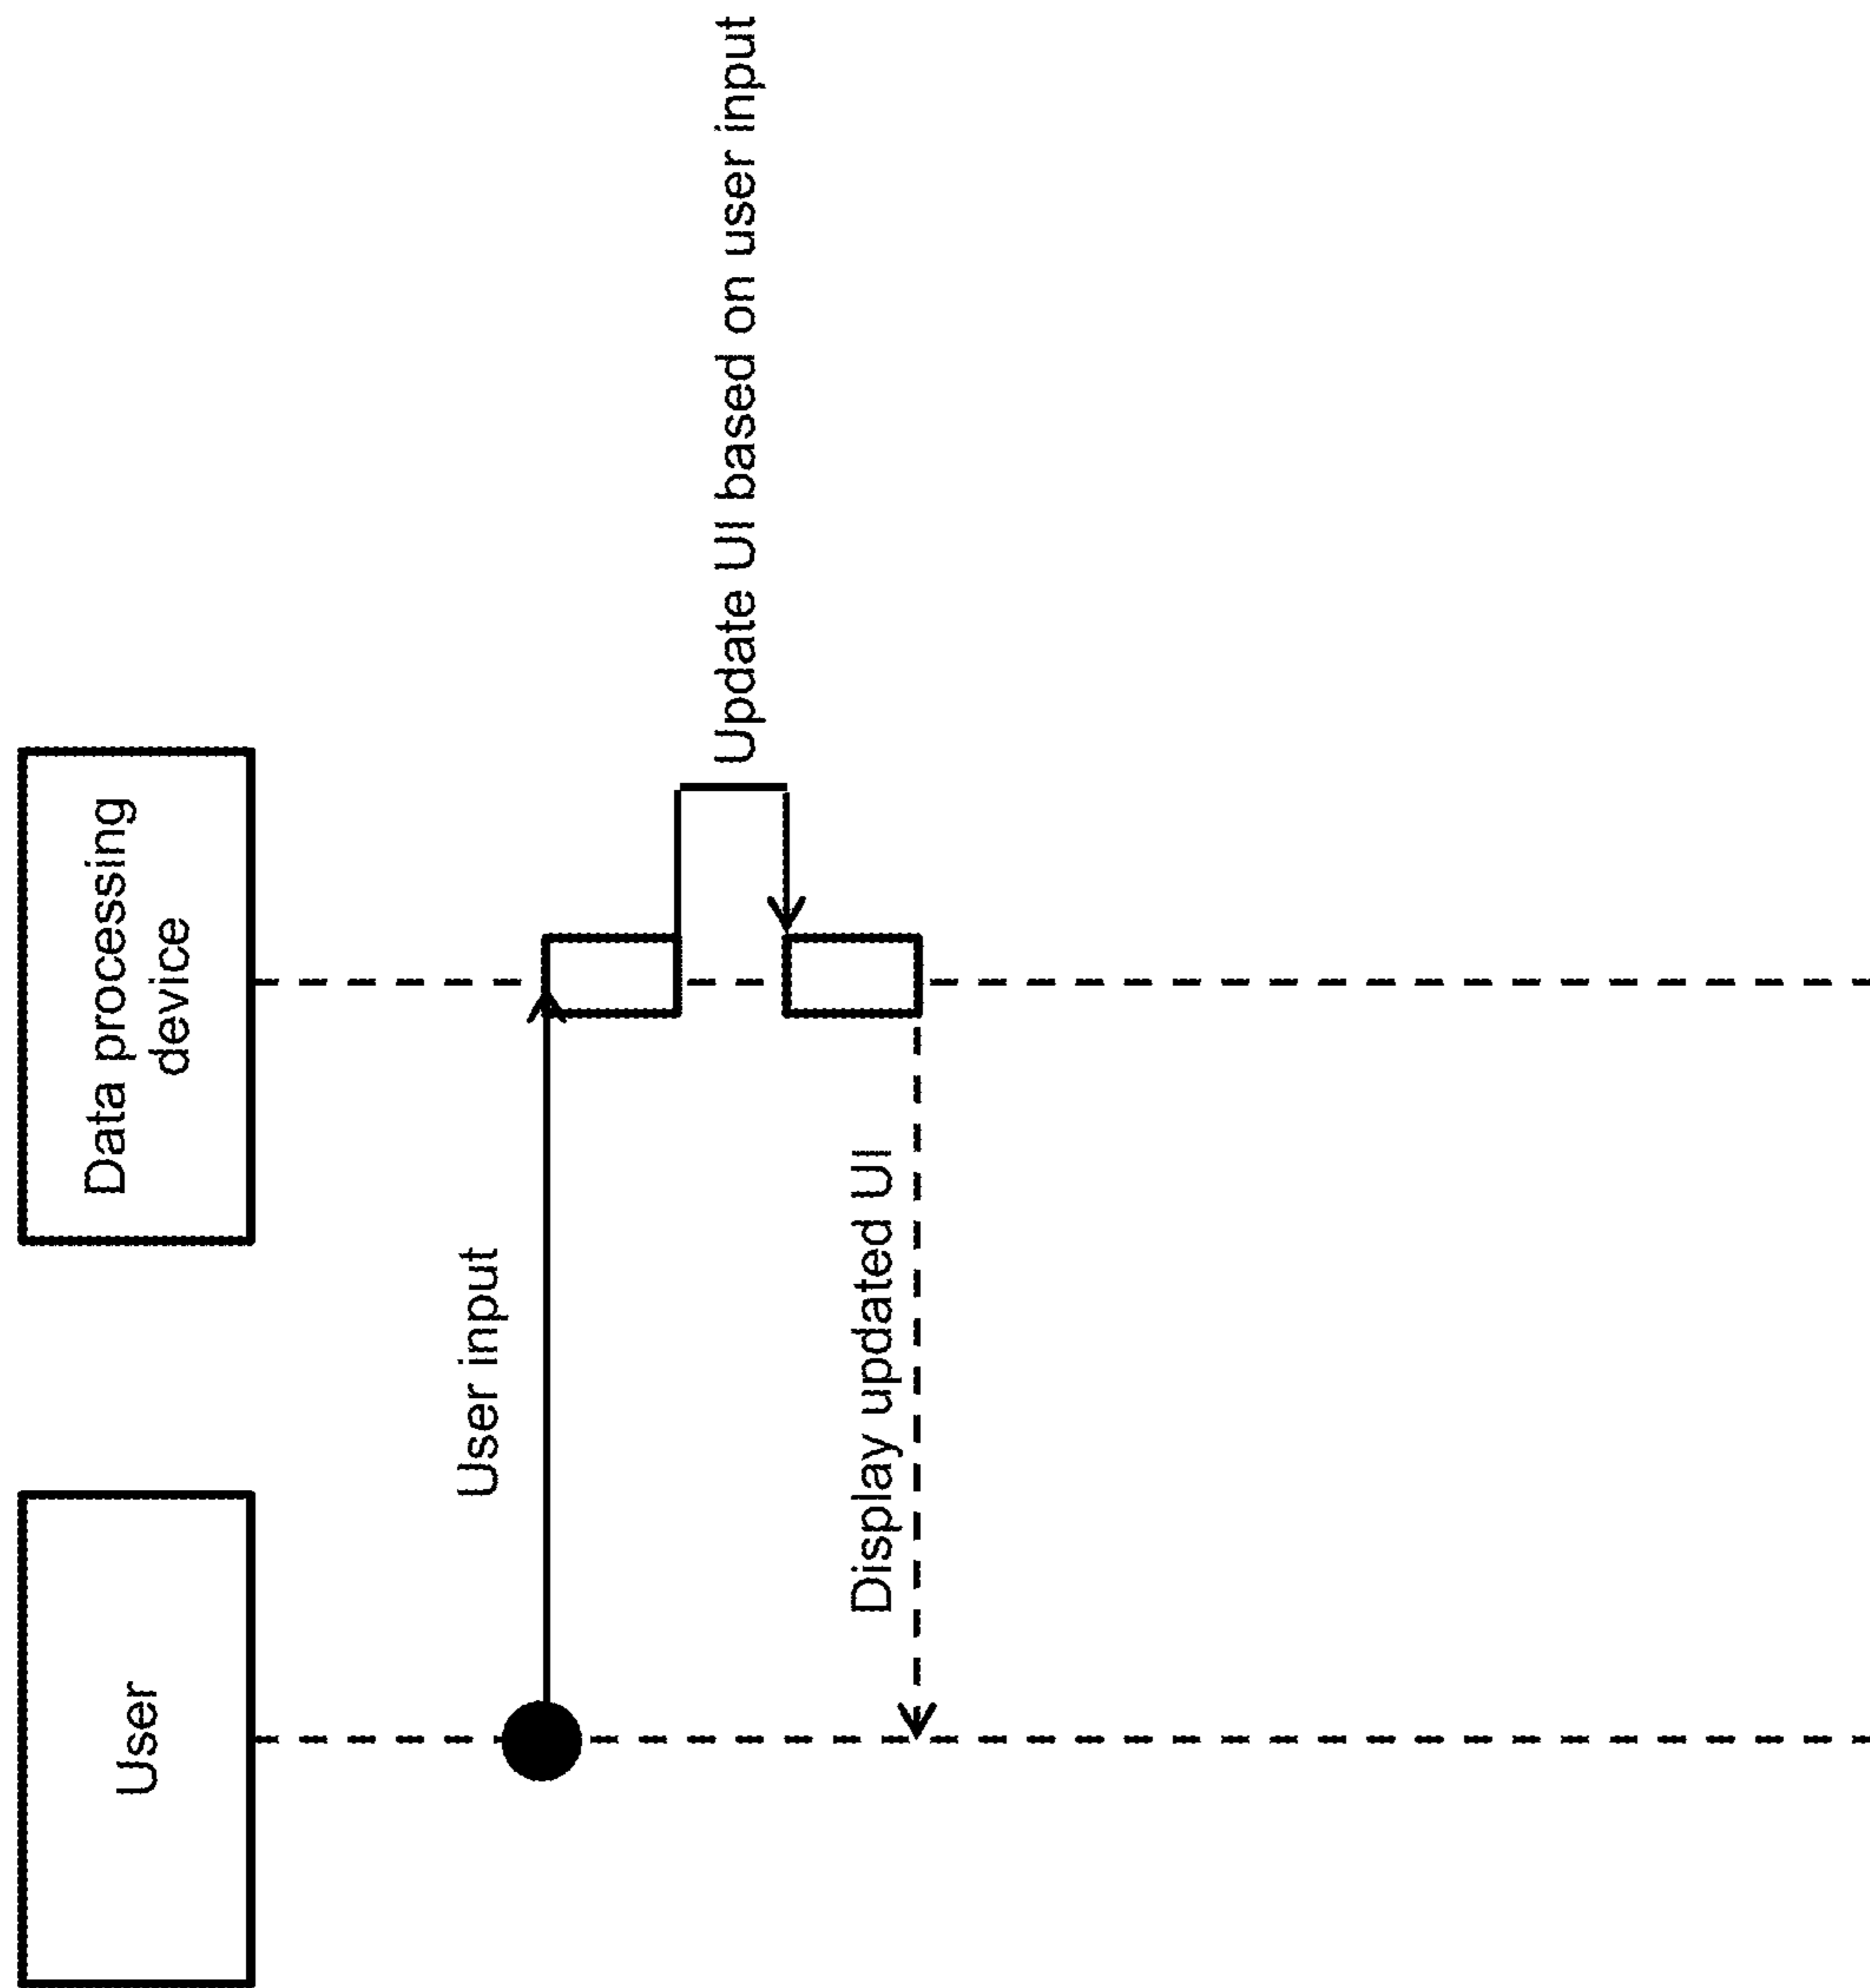 User
Data processing
device
User input
Update UI based on user input
Display updated UI